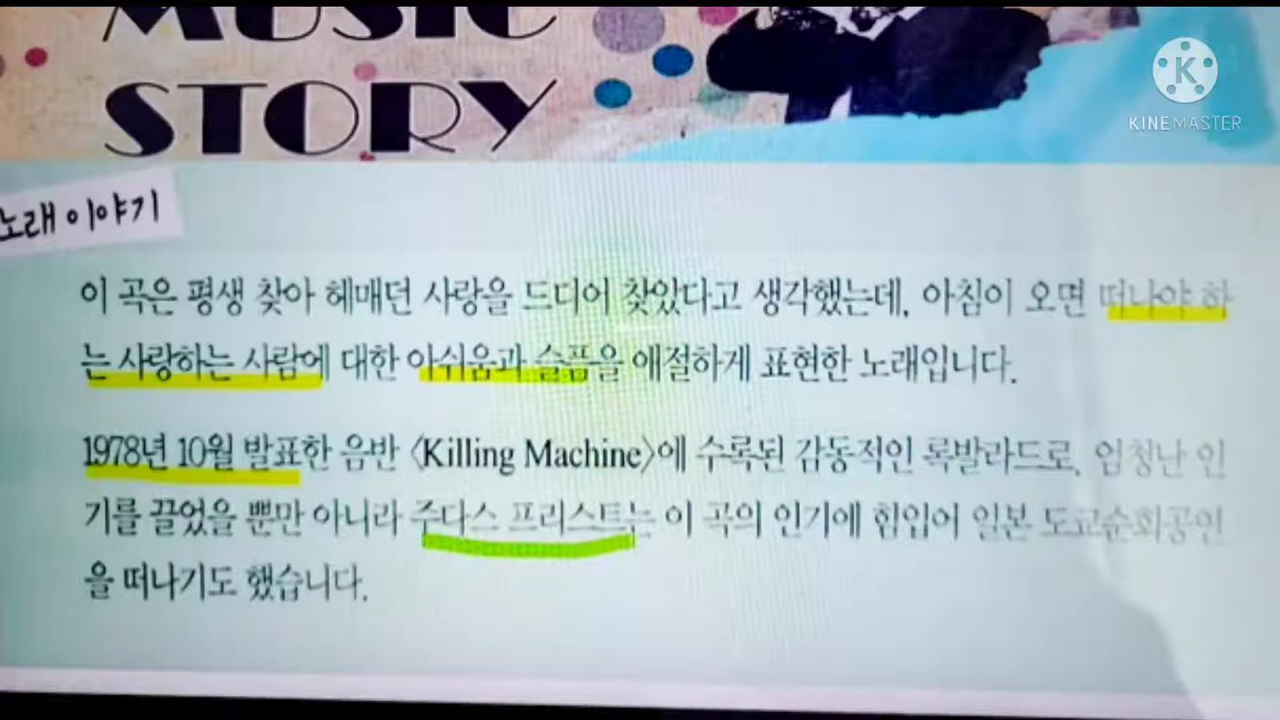 MUSIC
STORY
KINEMASTER
노래 이야기
이 곡은 평생 찾아 헤매던 사랑을 드디어 찾았다고 생각했는데, 아침이 오면 떠나야 하
는 사랑하는 사람에 대한 아쉬움과 슬픔을 애절하게 표현한 노래입니다.
1978년 10월 발표한 음반 〈Killing Machine〉에 수록된 감동적인 록발라드로, 엄청난 인
기를 끌었을 뿐만 아니라 주다스 프리스트는 이 곡의 인기에 힘입어 일본 도쿄순회공연
을 떠나기도 했습니다.